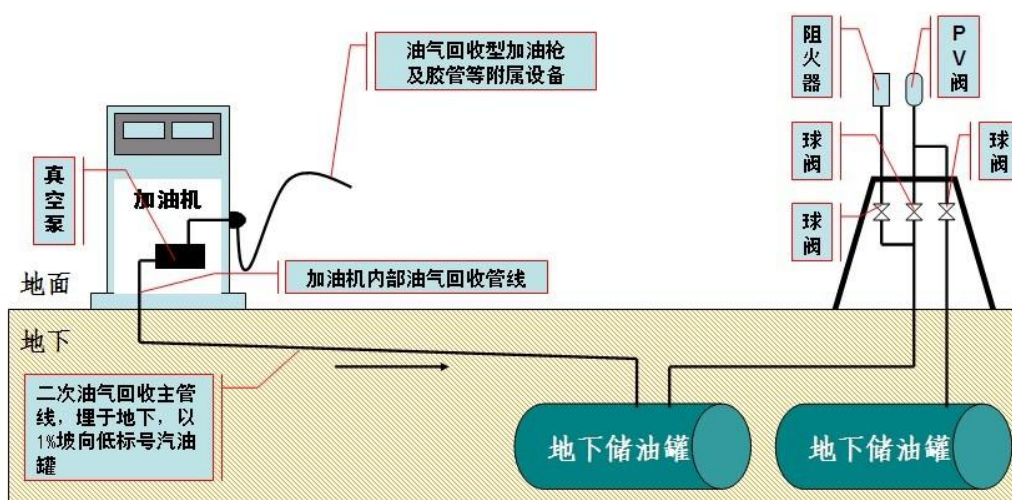 油气回收型加油枪
及胶管等附属设备
阻火器
PV阀
真空泵
加油机
球阀
球阀
球阀
加油机内部油气回收管线
地面
地下
二次油气回收主管
线，埋于地下，以
1%坡向低标号汽油
罐
地下储油罐
地下储油罐